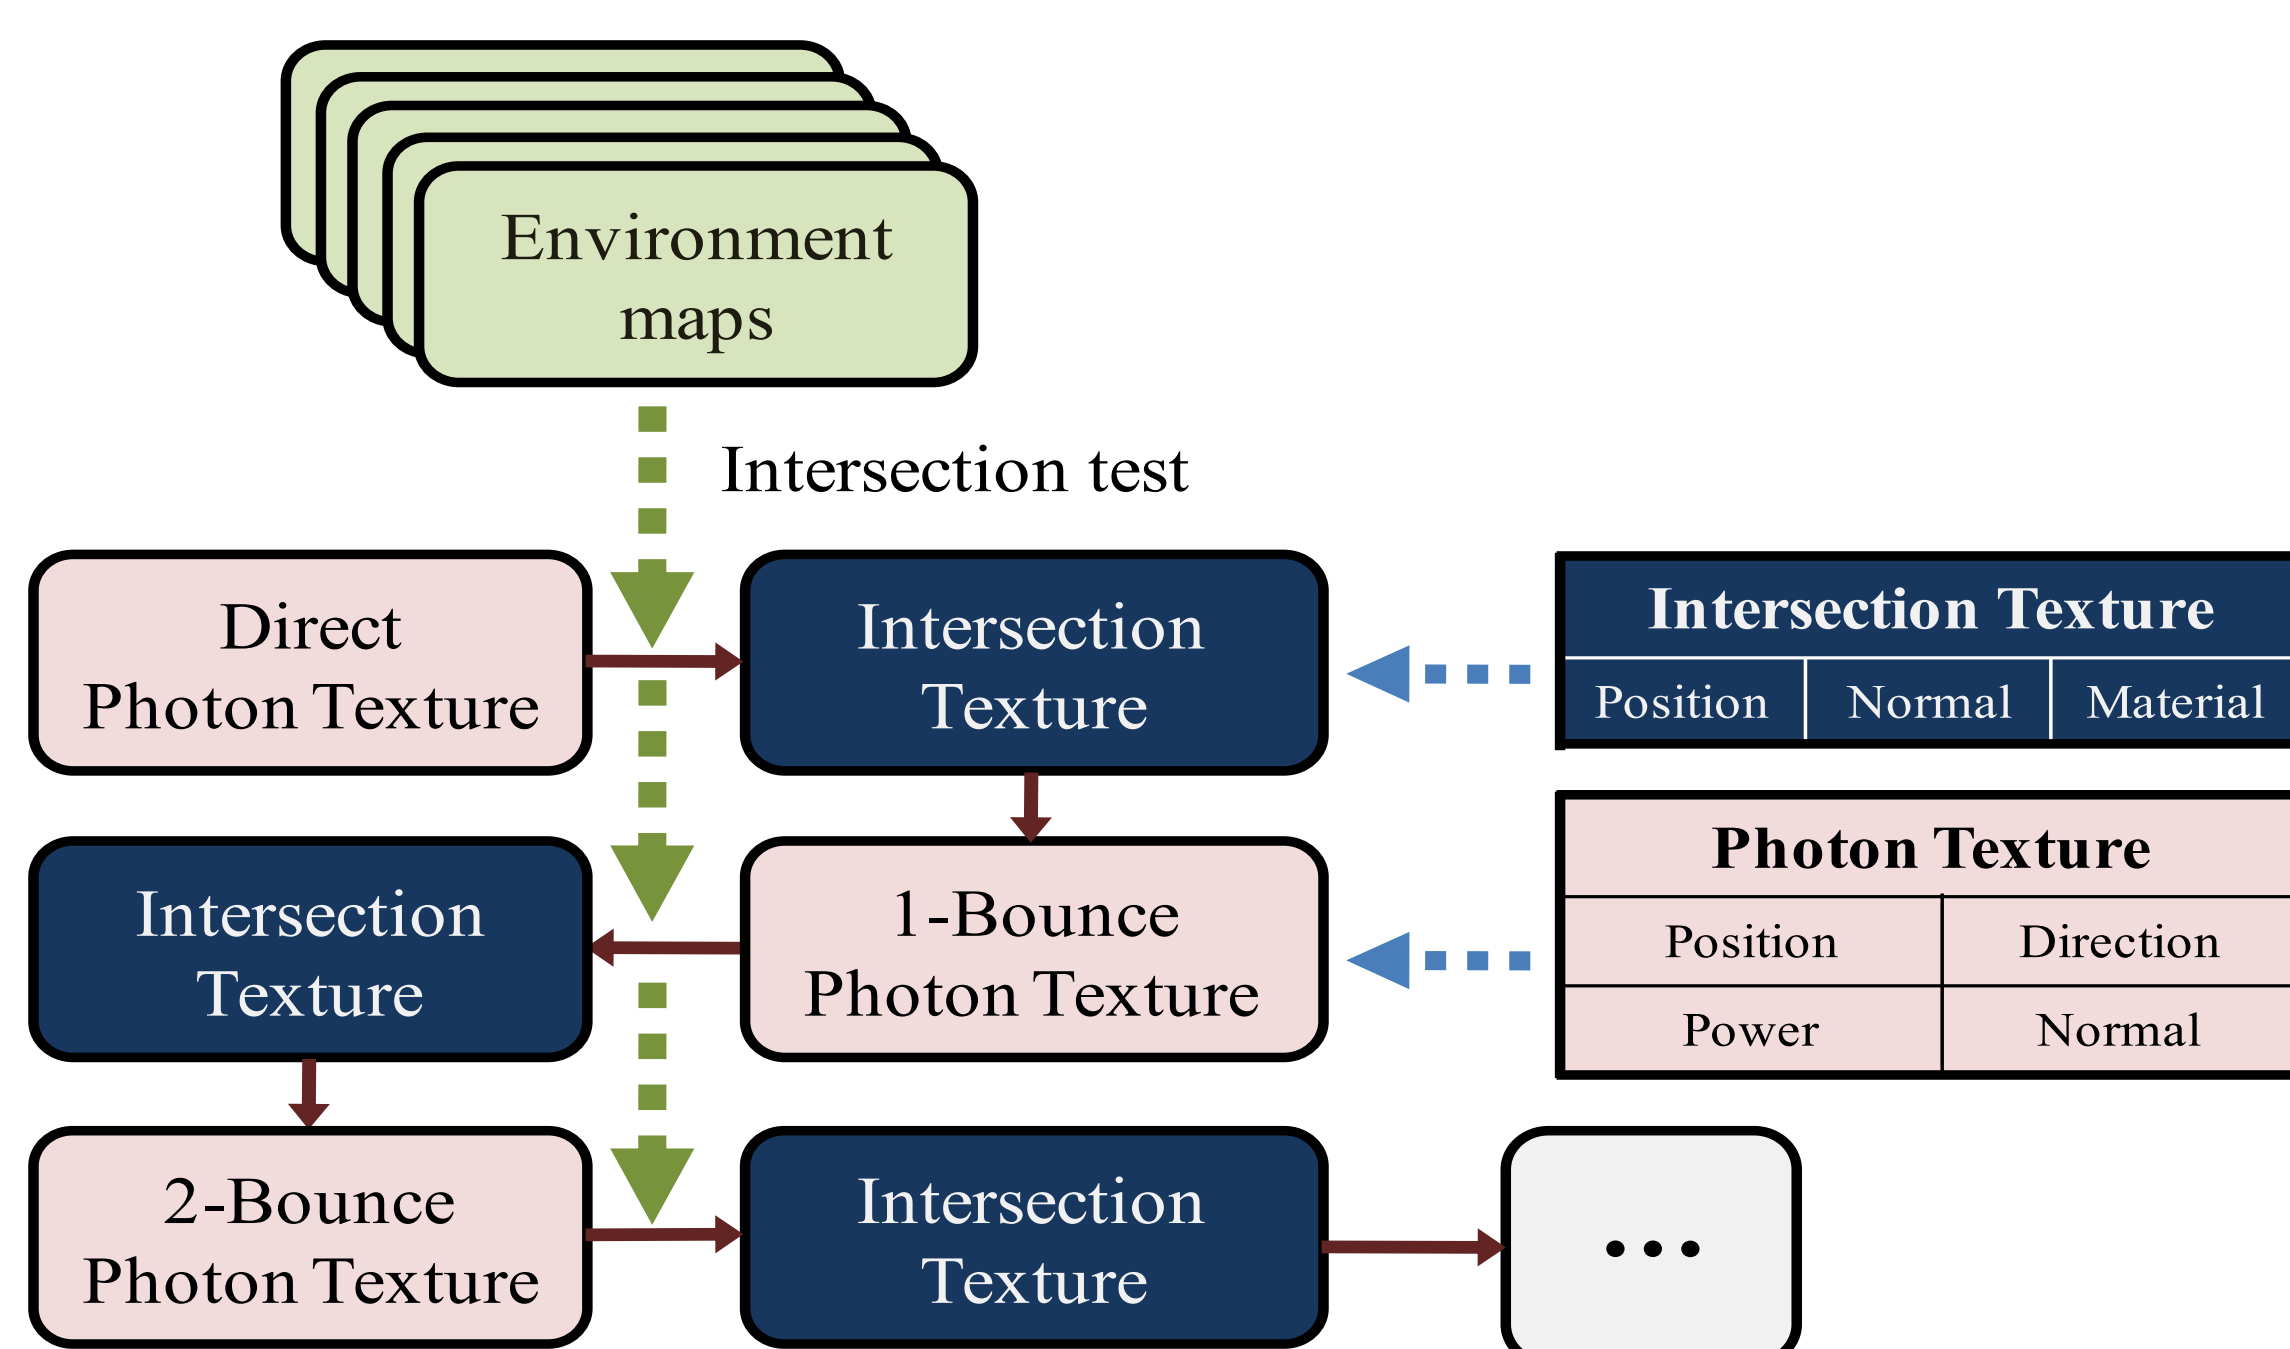 Environment
maps
Intersection test
Direct
Photon Texture
Intersection
Texture
Intersection Texture
Position Normal Material
Intersection
Texture
1-Bounce
Photon Texture
Photon Texture
Position Direction
Power Normal
2-Bounce
Photon Texture
Intersection
Texture
...